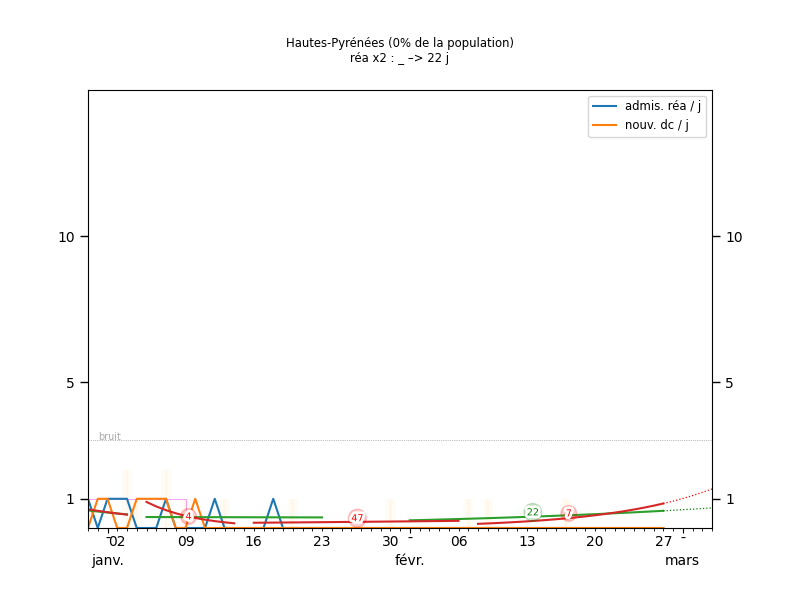 Hautes-Pyrénées (0% de la population)
réa x2 : _ –> 22 j
admis. réa / j
nouv. dc / j
10 10
5 5
bruit
1 1
4 47 22 7
02 09 16 23 30 06 13 20 27
janv. févr. mars